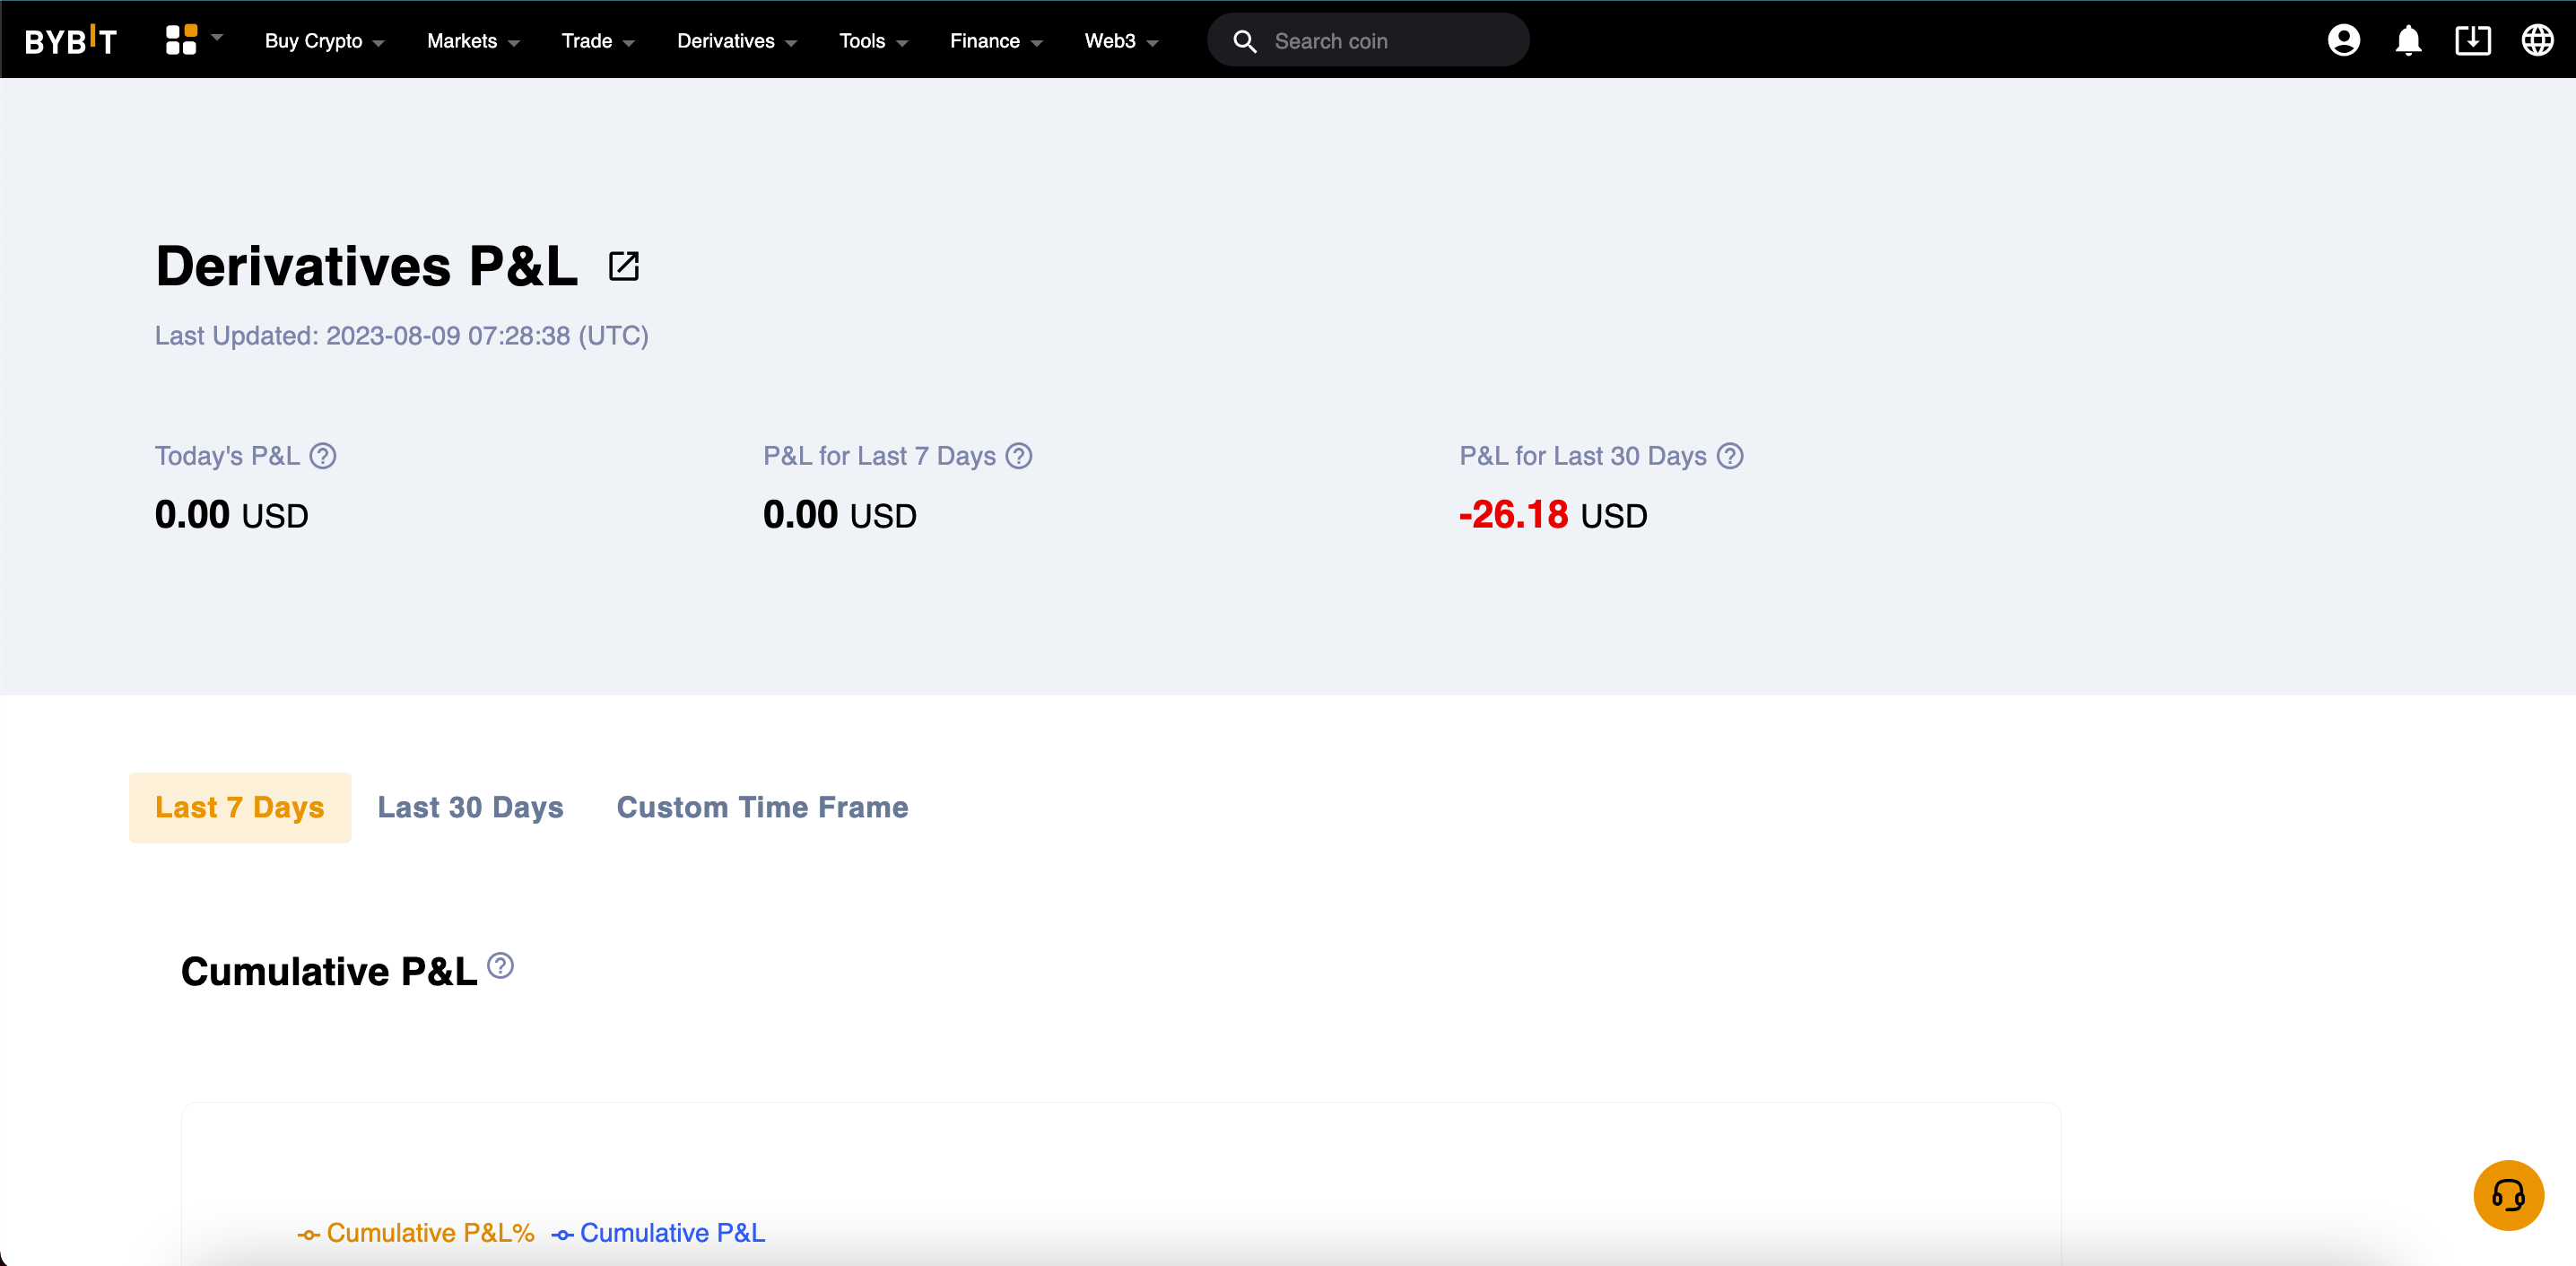 BYBIT Buy Crypto Markets Trade Derivatives Tools Finance Web3 Search coin
Derivatives P&L
Last Updated: 2023-08-09 07:28:38 (UTC)
Today's P&L P&L for Last 7 Days P&L for Last 30 Days
0.00 USD 0.00 USD -26.18 USD
Last 7 Days Last 30 Days Custom Time Frame
Cumulative P&L
Cumulative P&L% Cumulative P&L